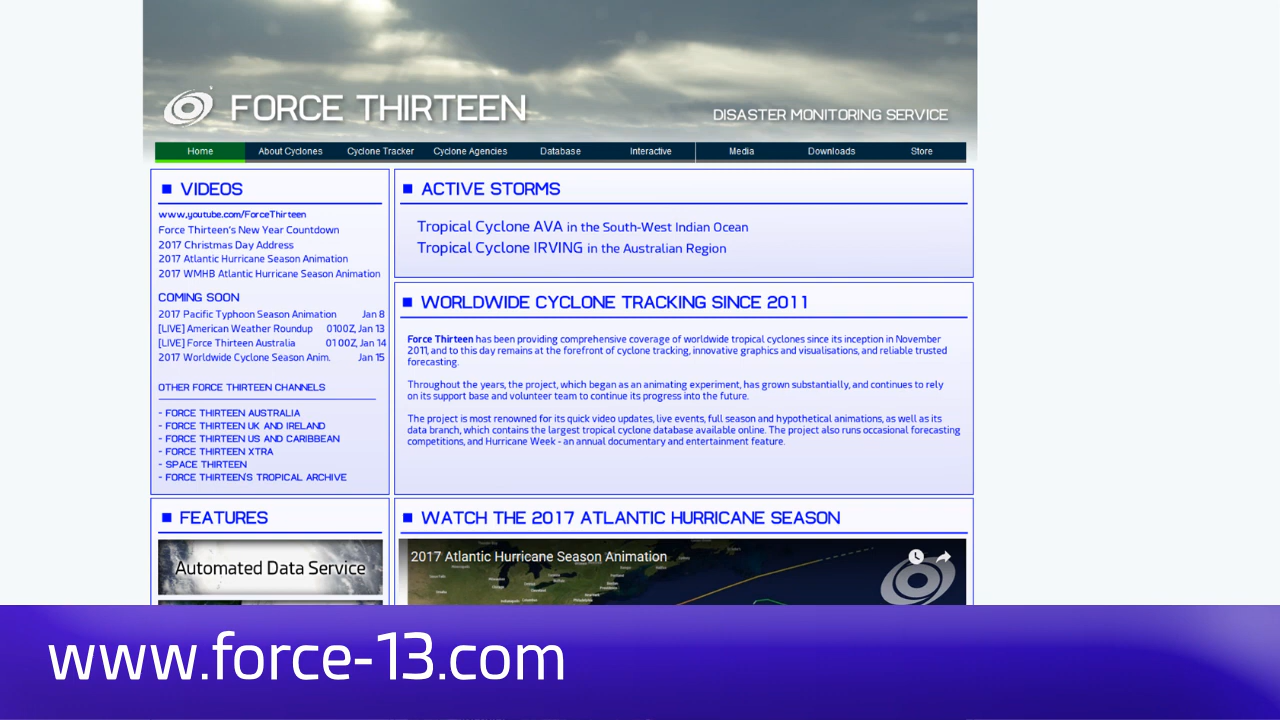 FORCE THIRTEEN
DISASTER MONITORING SERVICE
Home About Cyclones Cyclone Tracker Cyclone Agencies Database Interactive Media Downloads Store
VIDEOS
www.youtube.com/ForceThirteen
Force Thirteen's New Year Countdown
2017 Christmas Day Address
2017 Atlantic Hurricane Season Animation
2017 WMHB Atlantic Hurricane Season Animation
COMING SOON
2017 Pacific Typhoon Season Animation Jan 8
[LIVE] American Weather Roundup 0100Z, Jan 13
[LIVE] Force Thirteen Australia 0100Z, Jan 14
2017 Worldwide Cyclone Season Anim. Jan 15
OTHER FORCE THIRTEEN CHANNELS
- FORCE THIRTEEN AUSTRALIA
- FORCE THIRTEEN UK AND IRELAND
- FORCE THIRTEEN US AND CARIBBEAN
- FORCE THIRTEEN XTRA
- SPACE THIRTEEN
- FORCE THIRTEEN'S TROPICAL ARCHIVE
ACTIVE STORMS
Tropical Cyclone AVA in the South-West Indian Ocean
Tropical Cyclone IRVING in the Australian Region
WORLDWIDE CYCLONE TRACKING SINCE 2011
Force Thirteen has been providing comprehensive coverage of worldwide tropical cyclones since its inception in November
2011, and to this day remains at the forefront of cyclone tracking, innovative graphics and visualisations, and reliable trusted
forecasting.
Throughout the years, the project, which began as an animating experiment, has grown substantially, and continues to rely
on its support base and volunteer team to continue its progress into the future.
The project is most renowned for its quick video updates, live events, full season and hypothetical animations, as well as its
data branch, which contains the largest tropical cyclone database available online. The project also runs occasional forecasting
competitions, and Hurricane Week - an annual documentary and entertainment feature.
FEATURES
Automated Data Service
WATCH THE 2017 ATLANTIC HURRICANE SEASON
2017 Atlantic Hurricane Season Animation
www.force-13.com